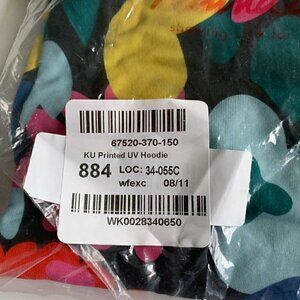 67520-370-150
KU Printed UV Hoodie
884 LOC: 34-055C
wfexc 08/11
WK0028340650